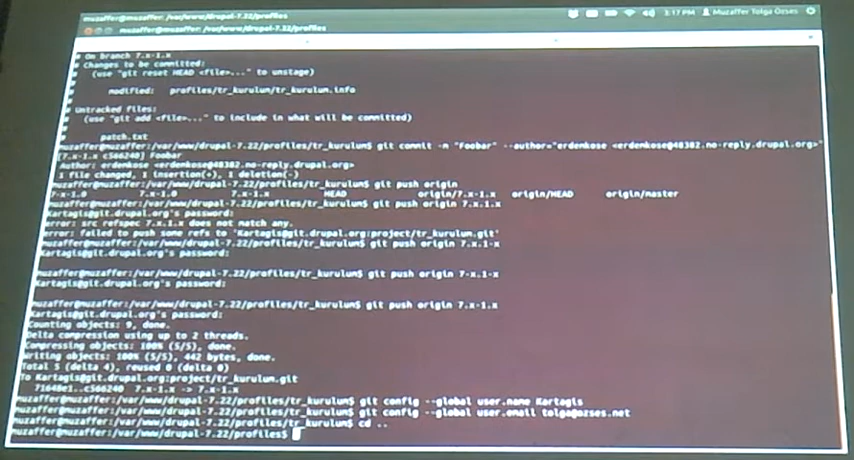 muzaffer@muzaffer: /var/www/drupal-7.22/profiles
3:17 PM Muzaffer Tolga Ozses
muzaffer@muzaffer: /var/www/drupal-7.22/profiles
# On branch 7.x-1.x
# Changes to be committed:
#   (use "git reset HEAD <file>..." to unstage)
#
#       modified:   profiles/tr_kurulum/tr_kurulum.info
#
# Untracked files:
#   (use "git add <file>..." to include in what will be committed)
#
        patch.txt
muzaffer@muzaffer:/var/www/drupal-7.22/profiles/tr_kurulum$ git commit -m "Foobar" --author="erdenkose <erdenkose@48382.no-reply.drupal.org>"
[7.x-1.x c566240] Foobar
Author: erdenkose <erdenkose@48382.no-reply.drupal.org>
1 file changed, 1 insertion(+), 1 deletion(-)
muzaffer@muzaffer:/var/www/drupal-7.22/profiles/tr_kurulum$ git push origin
7-x-1.0 7.x-1.0 7.x-1.x HEAD origin/7.x-1.x origin/HEAD origin/master
muzaffer@muzaffer:/var/www/drupal-7.22/profiles/tr_kurulum$ git push origin 7.x.1.x
Kartagis@git.drupal.org's password:
error: src refspec 7.x.1.x does not match any.
error: failed to push some refs to 'Kartagis@git.drupal.org:project/tr_kurulum.git'
muzaffer@muzaffer:/var/www/drupal-7.22/profiles/tr_kurulum$ git push origin 7.x.1-x
Kartagis@git.drupal.org's password:
muzaffer@muzaffer:/var/www/drupal-7.22/profiles/tr_kurulum$ git push origin 7-x.1-x
Kartagis@git.drupal.org's password:
muzaffer@muzaffer:/var/www/drupal-7.22/profiles/tr_kurulum$ git push origin 7.x-1.x
Kartagis@git.drupal.org's password:
Counting objects: 9, done.
Delta compression using up to 2 threads.
Compressing objects: 100% (5/5), done.
Writing objects: 100% (5/5), 442 bytes, done.
Total 5 (delta 4), reused 0 (delta 0)
To Kartagis@git.drupal.org:project/tr_kurulum.git
71648e1..c566240 7.x-1.x -> 7.x-1.x
muzaffer@muzaffer:/var/www/drupal-7.22/profiles/tr_kurulum$ git config --global user.name Kartagis
muzaffer@muzaffer:/var/www/drupal-7.22/profiles/tr_kurulum$ git config --global user.email tolga@ozses.net
muzaffer@muzaffer:/var/www/drupal-7.22/profiles/tr_kurulum$ cd ..
muzaffer@muzaffer:/var/www/drupal-7.22/profiles$